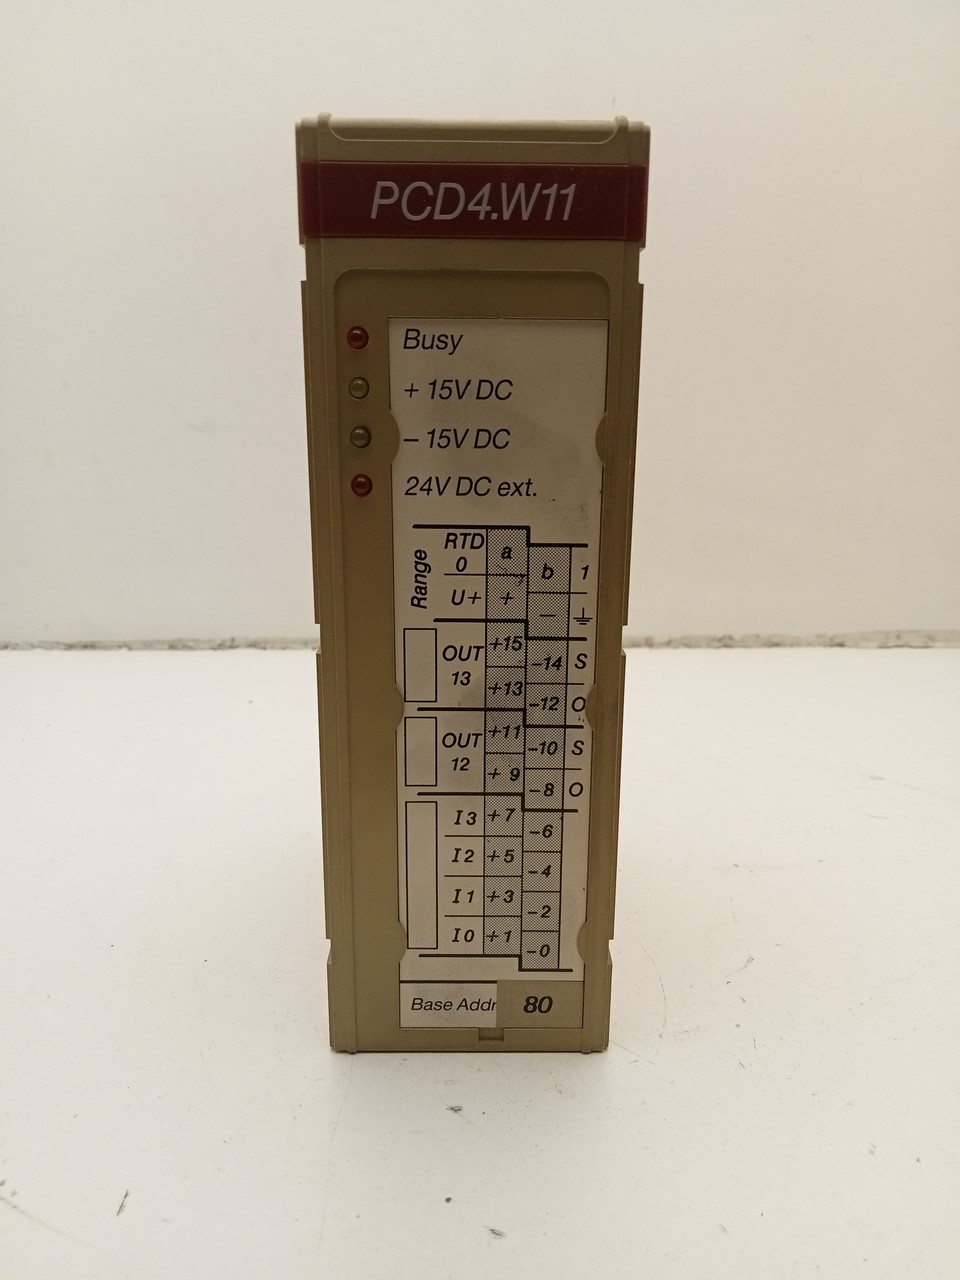 PCD4.W11
Busy
+ 15V DC
– 15V DC
24V DC ext.
Range
RTD a
0 b 1
U+ + –
OUT +15 -14 S
13 +13 -12 O
OUT +11 -10 S
12 + 9 -8 O
I3 +7 -6
I2 +5 -4
I1 +3 -2
I0 +1 -0
Base Addr 80